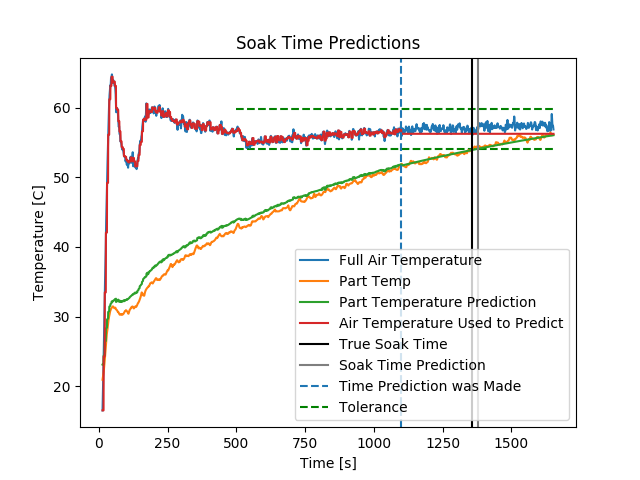 Soak Time Predictions
Temperature [C]
60
50
40
30
20
Full Air Temperature
Part Temp
Part Temperature Prediction
Air Temperature Used to Predict
True Soak Time
Soak Time Prediction
Time Prediction was Made
Tolerance
0 250 500 750 1000 1250 1500
Time [s]